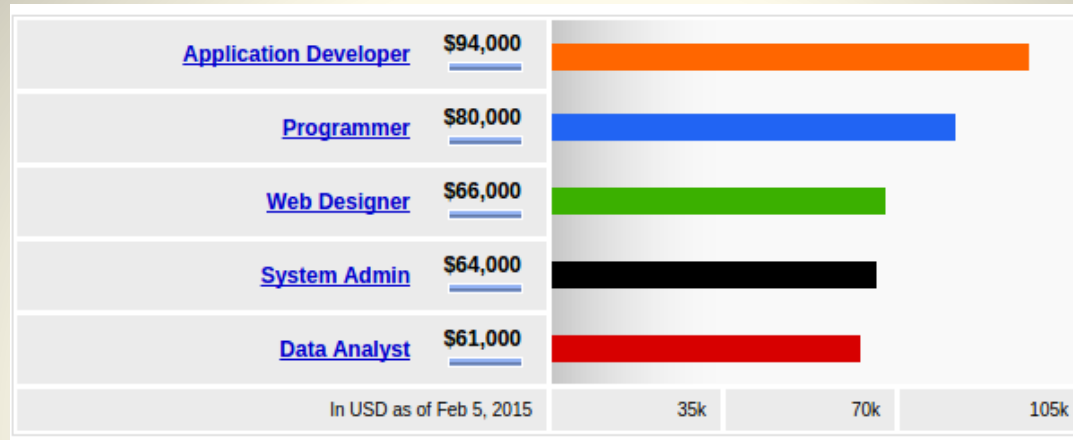 Application Developer $94,000
Programmer $80,000
Web Designer $66,000
System Admin $64,000
Data Analyst $61,000
In USD as of Feb 5, 2015 35k 70k 105k